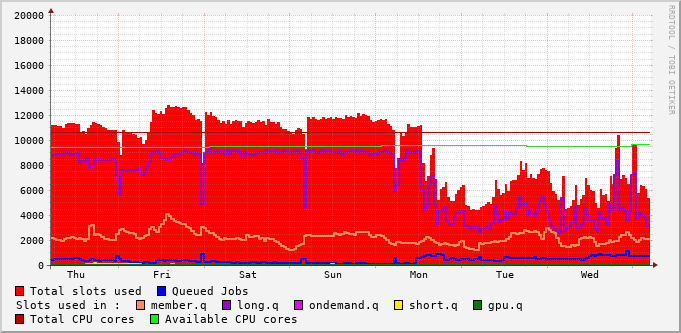 20000
18000
16000
14000
12000
10000
8000
6000
4000
2000
0
Thu Fri Sat Sun Mon Tue Wed
RRDTOOL / TOBI OETIKER
Total slots used Queued Jobs
Slots used in : member.q long.q ondemand.q short.q gpu.q
Total CPU cores Available CPU cores